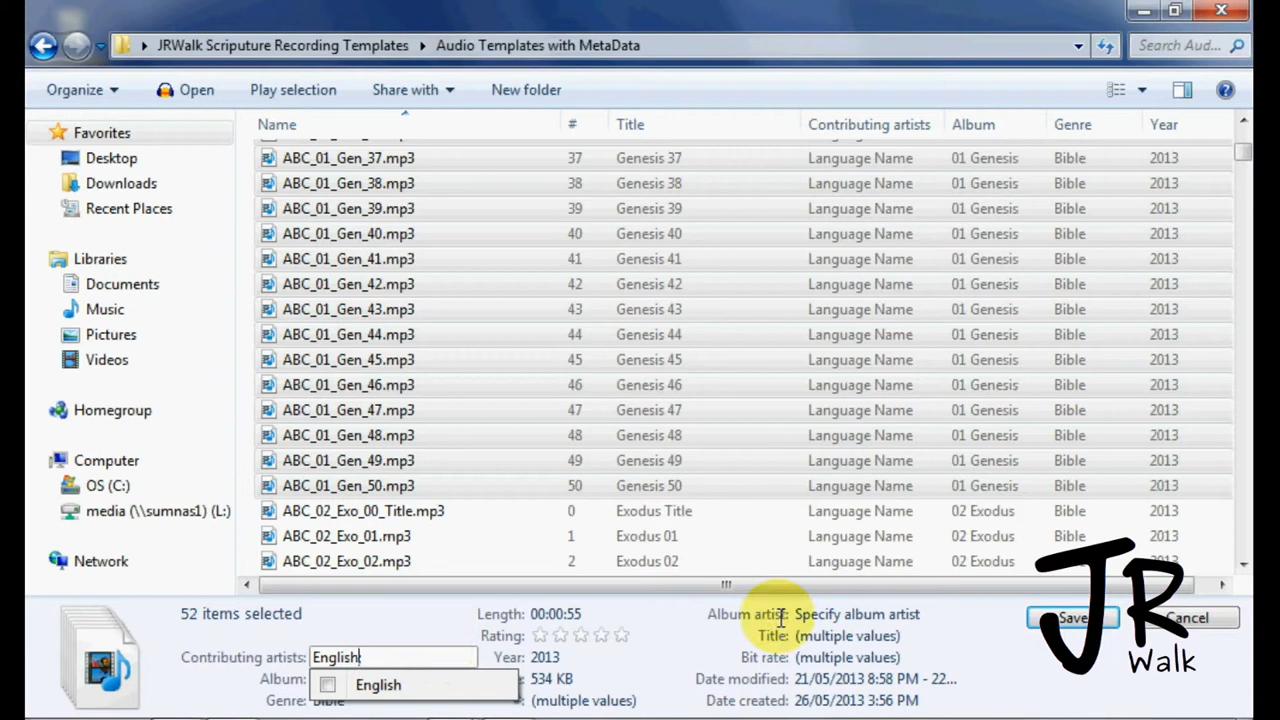 JRWalk Scriputure Recording Templates Audio Templates with MetaData Search Aud...
Organize Open Play selection Share with New folder
Name # Title Contributing artists Album Genre Year
Favorites
Desktop
Downloads
Recent Places
Libraries
Documents
Music
Pictures
Videos
Homegroup
Computer
OS (C:)
media (\\sumnas1) (L:)
Network
ABC_01_Gen_37.mp3 37 Genesis 37 Language Name 01 Genesis Bible 2013
ABC_01_Gen_38.mp3 38 Genesis 38 Language Name 01 Genesis Bible 2013
ABC_01_Gen_39.mp3 39 Genesis 39 Language Name 01 Genesis Bible 2013
ABC_01_Gen_40.mp3 40 Genesis 40 Language Name 01 Genesis Bible 2013
ABC_01_Gen_41.mp3 41 Genesis 41 Language Name 01 Genesis Bible 2013
ABC_01_Gen_42.mp3 42 Genesis 42 Language Name 01 Genesis Bible 2013
ABC_01_Gen_43.mp3 43 Genesis 43 Language Name 01 Genesis Bible 2013
ABC_01_Gen_44.mp3 44 Genesis 44 Language Name 01 Genesis Bible 2013
ABC_01_Gen_45.mp3 45 Genesis 45 Language Name 01 Genesis Bible 2013
ABC_01_Gen_46.mp3 46 Genesis 46 Language Name 01 Genesis Bible 2013
ABC_01_Gen_47.mp3 47 Genesis 47 Language Name 01 Genesis Bible 2013
ABC_01_Gen_48.mp3 48 Genesis 48 Language Name 01 Genesis Bible 2013
ABC_01_Gen_49.mp3 49 Genesis 49 Language Name 01 Genesis Bible 2013
ABC_01_Gen_50.mp3 50 Genesis 50 Language Name 01 Genesis Bible 2013
ABC_02_Exo_00_Title.mp3 0 Exodus Title Language Name 02 Exodus Bible 2013
ABC_02_Exo_01.mp3 1 Exodus 01 Language Name 02 Exodus Bible 2013
ABC_02_Exo_02.mp3 2 Exodus 02 Language Name 02 Exodus Bible
52 items selected Length: 00:00:55 Album artist: Specify album artist Save Cancel
Rating: Title: (multiple values)
Contributing artists: English Year: 2013 Bit rate: (multiple values)
Album: English 534 KB Date modified: 21/05/2013 8:58 PM - 22...
Genre: Bible (multiple values) Date created: 26/05/2013 3:56 PM
JR
Walk